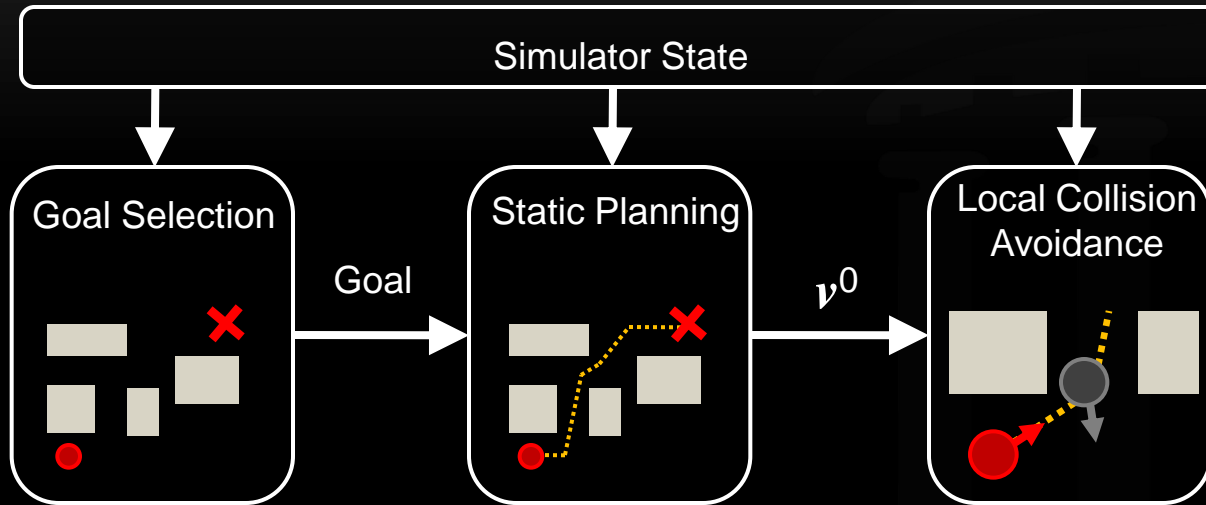 Simulator State
Goal Selection
Static Planning
Local Collision
Avoidance
Goal
v⁰